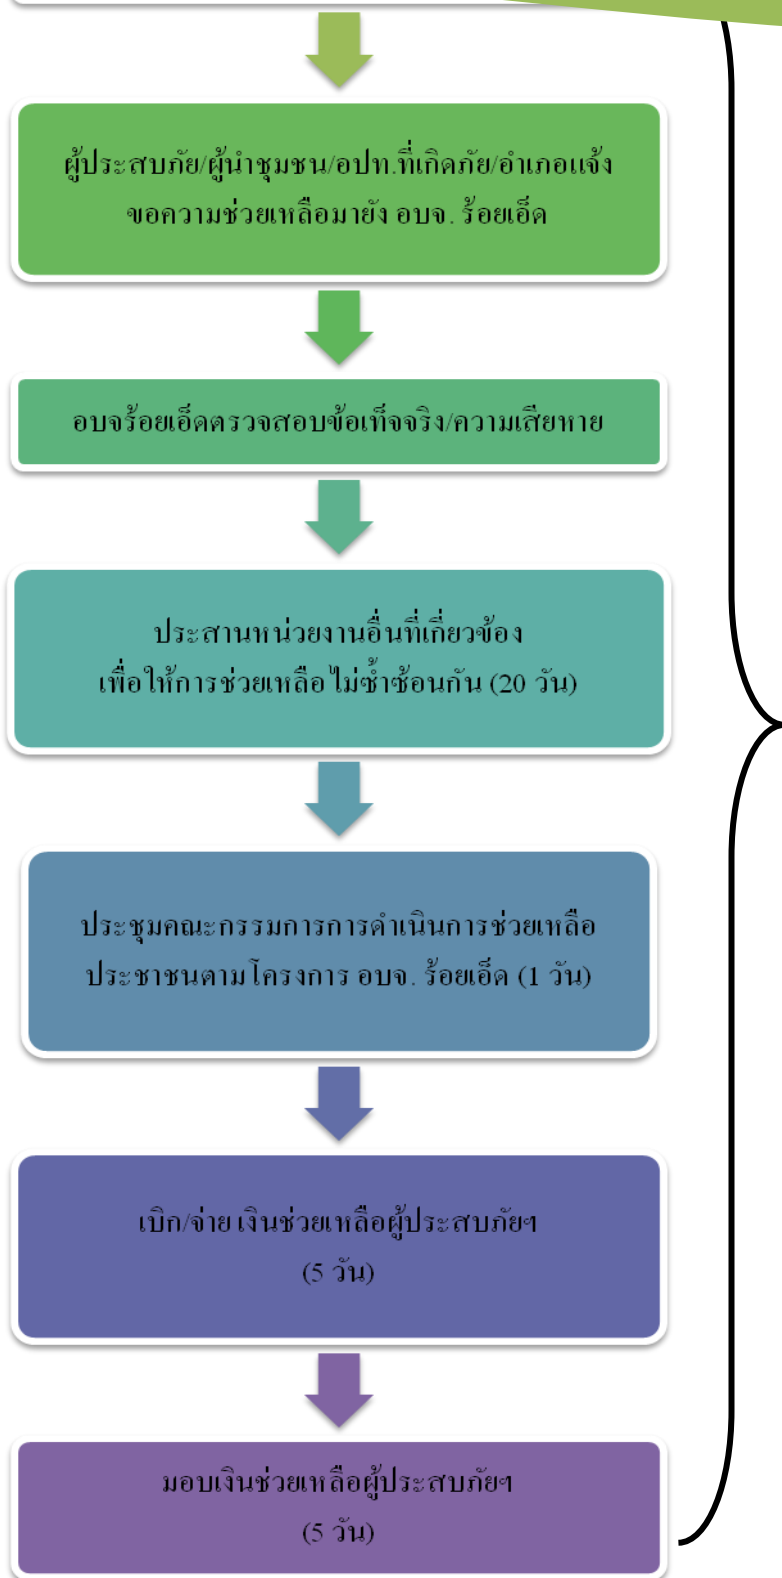 ผู้ประสบภัย/ผู้นำชุมชน/อปท.ที่เกิดภัย/อำเภอแจ้ง
ขอความช่วยเหลือมายัง อบจ. ร้อยเอ็ด
อบจร้อยเอ็ดตรวจสอบข้อเท็จจริง/ความเสียหาย
ประสานหน่วยงานอื่นที่เกี่ยวข้อง
เพื่อให้การช่วยเหลือไม่ซ้ำซ้อนกัน (20 วัน)
ประชุมคณะกรรมการการดำเนินการช่วยเหลือ
ประชาชนตามโครงการ อบจ. ร้อยเอ็ด (1 วัน)
เบิก/จ่าย เงินช่วยเหลือผู้ประสบภัยฯ
(5 วัน)
มอบเงินช่วยเหลือผู้ประสบภัยฯ
(5 วัน)